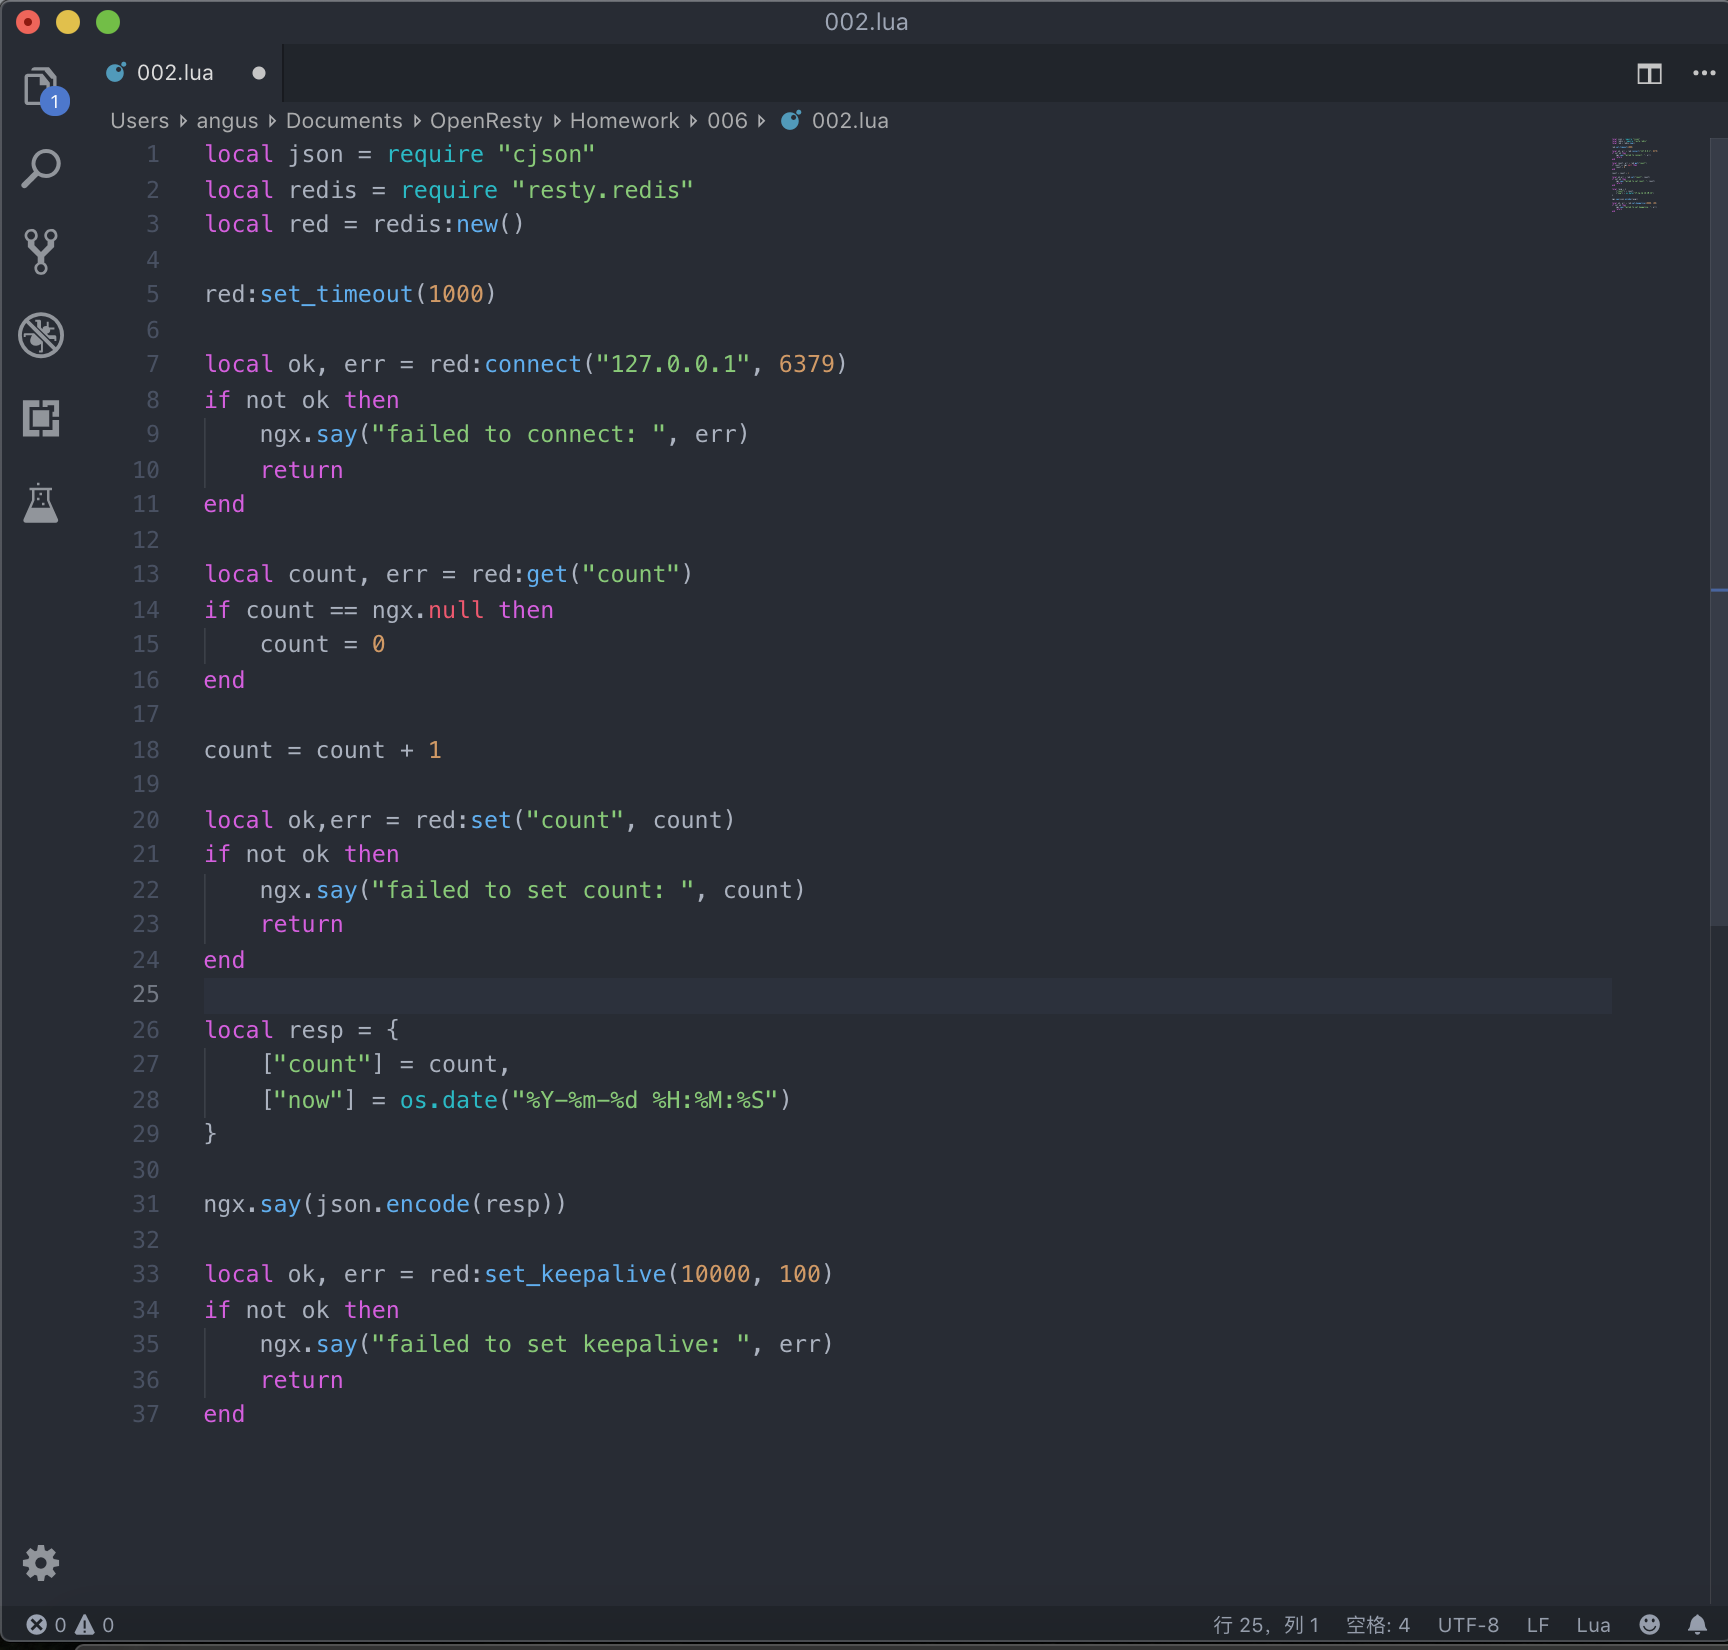 002.lua
002.lua
1
Users angus Documents OpenResty Homework 006 002.lua
1 local json = require "cjson"
2 local redis = require "resty.redis"
3 local red = redis:new()
4
5 red:set_timeout(1000)
6
7 local ok, err = red:connect("127.0.0.1", 6379)
8 if not ok then
9     ngx.say("failed to connect: ", err)
10     return
11 end
12
13 local count, err = red:get("count")
14 if count == ngx.null then
15     count = 0
16 end
17
18 count = count + 1
19
20 local ok,err = red:set("count", count)
21 if not ok then
22     ngx.say("failed to set count: ", count)
23     return
24 end
25
26 local resp = {
27     ["count"] = count,
28     ["now"] = os.date("%Y-%m-%d %H:%M:%S")
29 }
30
31 ngx.say(json.encode(resp))
32
33 local ok, err = red:set_keepalive(10000, 100)
34 if not ok then
35     ngx.say("failed to set keepalive: ", err)
36     return
37 end
0 0 行 25，列 1 空格: 4 UTF-8 LF Lua